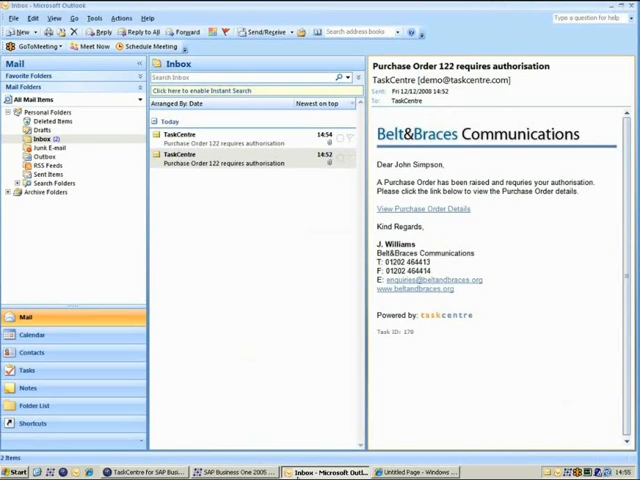 Inbox - Microsoft Outlook
File Edit View Go Tools Actions Help
Type a question for help
New Reply Reply to All Forward Send/Receive Search address books
GoToMeeting Meet Now Schedule Meeting
Mail
Favorite Folders
Mail Folders
All Mail Items
Personal Folders
Deleted Items
Drafts
Inbox (2)
Junk E-mail
Outbox
RSS Feeds
Sent Items
Search Folders
Archive Folders
Mail
Calendar
Contacts
Tasks
Notes
Folder List
Shortcuts
2 Items
Inbox
Search Inbox
Click here to enable Instant Search
Arranged By: Date Newest on top
Today
TaskCentre 14:54
Purchase Order 122 requires authorisation
TaskCentre 14:52
Purchase Order 122 requires authorisation
Purchase Order 122 requires authorisation
TaskCentre [demo@taskcentre.com]
Sent: Fri 12/12/2008 14:52
To: TaskCentre
Belt&Braces Communications
Dear John Simpson,
A Purchase Order has been raised and requries your authorisation.
Please click the link below to view the Purchase Order details.
View Purchase Order Details
Kind Regards,
J. Williams
Belt&Braces Communications
T: 01202 464413
F: 01202 464414
E: enquiries@beltandbraces.org
www.beltandbraces.org
Powered by: taskcentre
Task ID: 170
Start TaskCentre for SAP Busi... SAP Business One 2005 ... Inbox - Microsoft Outl... Untitled Page - Windows ... 14:55